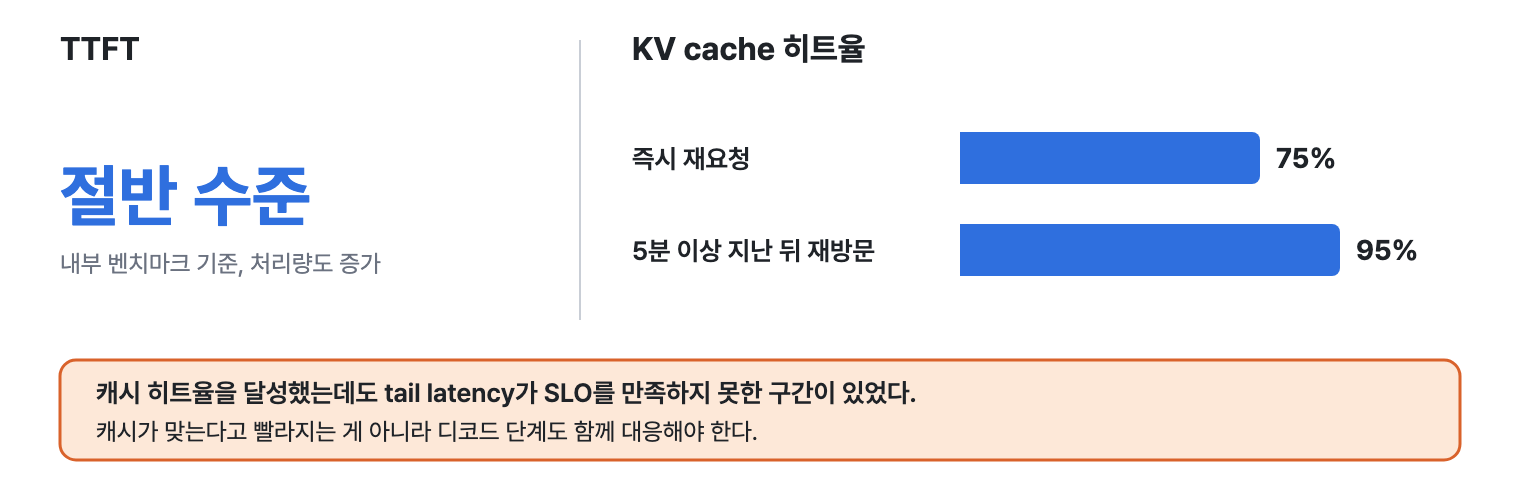 TTFT
절반 수준
내부 벤치마크 기준, 처리량도 증가
KV cache 히트율
즉시 재요청
75%
5분 이상 지난 뒤 재방문
95%
캐시 히트율을 달성했는데도 tail latency가 SLO를 만족하지 못한 구간이 있었다.
캐시가 맞는다고 빨라지는 게 아니라 디코드 단계도 함께 대응해야 한다.